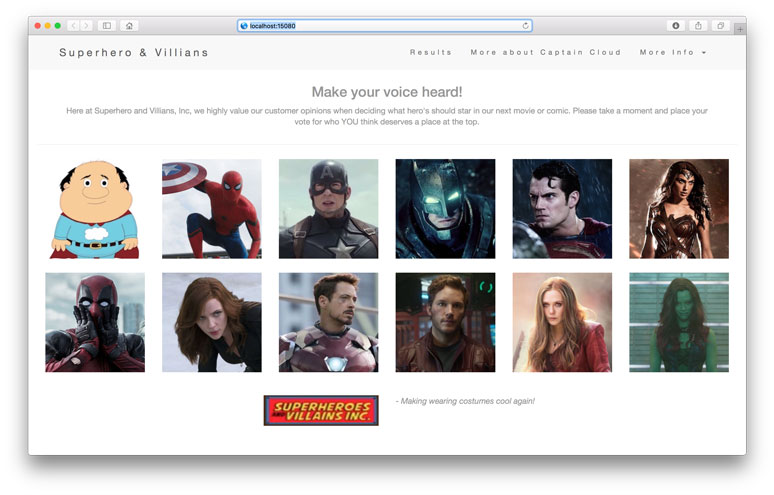 localhost:15080
Superhero & Villians
Results
More about Captain Cloud
More Info
Make your voice heard!
Here at Superhero and Villians, Inc, we highly value our customer opinions when deciding what hero's should star in our next movie or comic. Please take a moment and place your
vote for who YOU think deserves a place at the top.
SUPERHEROES
AND VILLAINS INC.
- Making wearing costumes cool again!